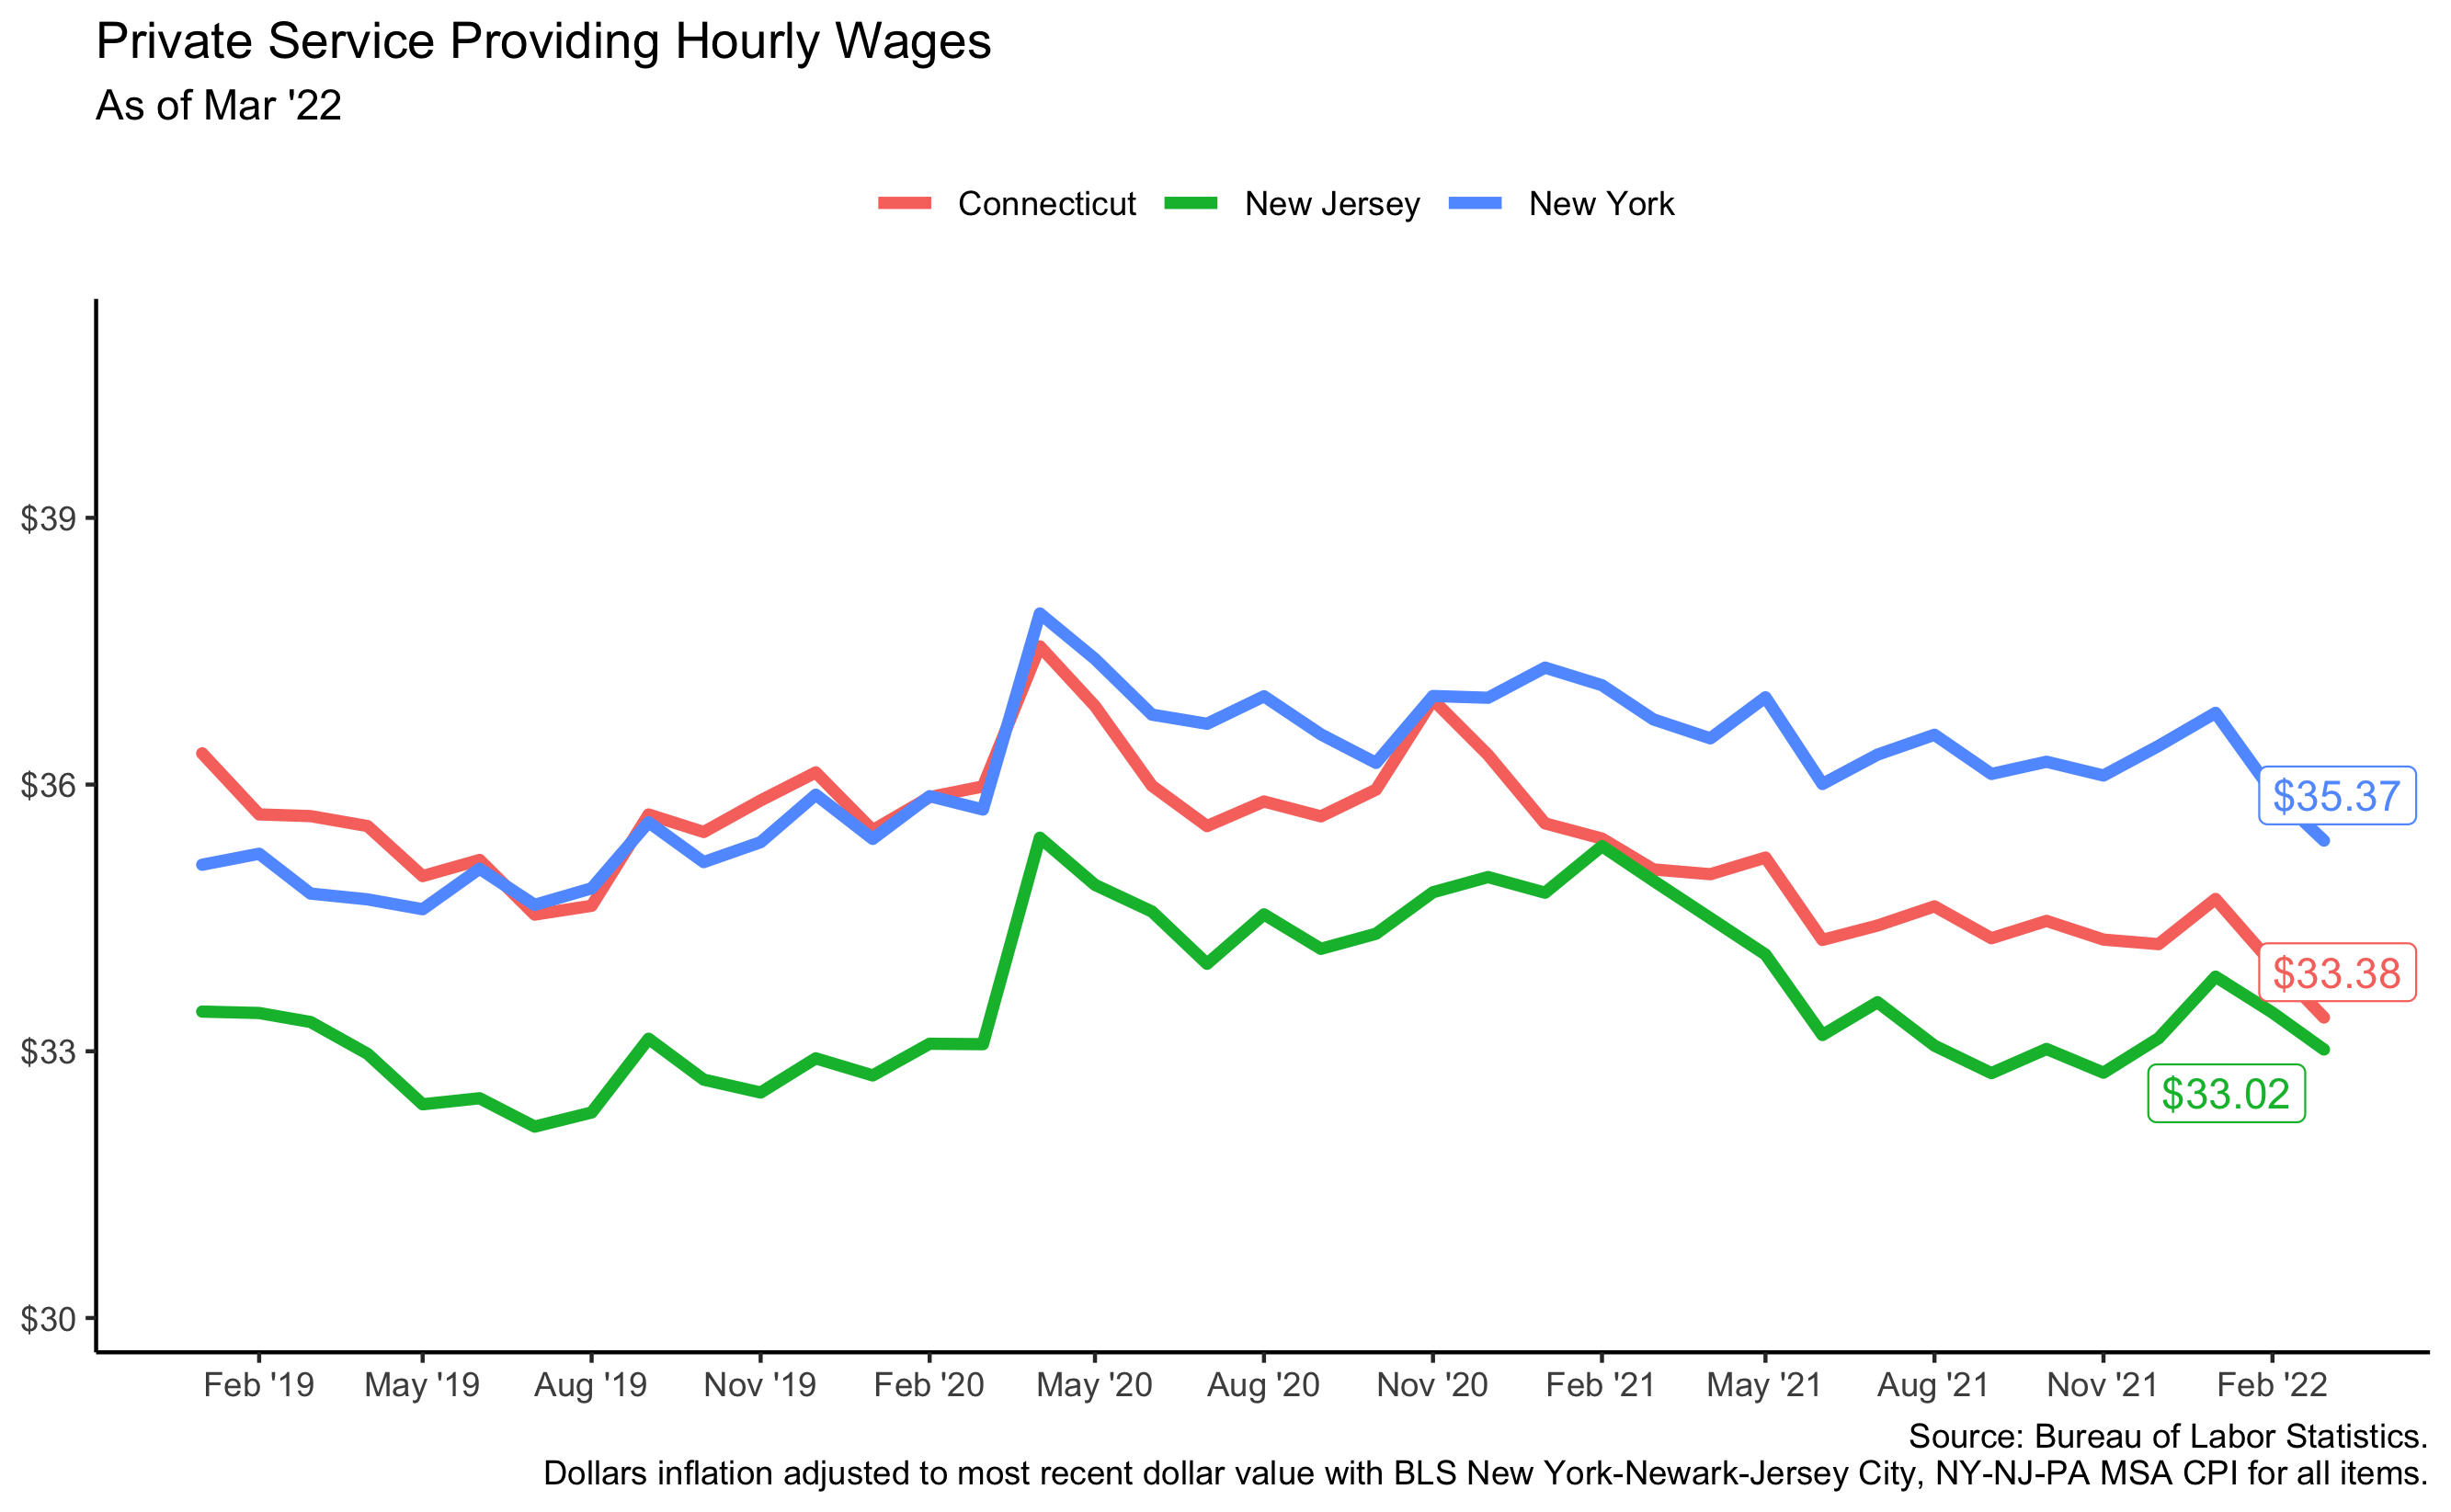 Private Service Providing Hourly Wages
As of Mar '22
Connecticut New Jersey New York
$39
$36
$33
$30
$35.37
$33.38
$33.02
Feb '19 May '19 Aug '19 Nov '19 Feb '20 May '20 Aug '20 Nov '20 Feb '21 May '21 Aug '21 Nov '21 Feb '22
Source: Bureau of Labor Statistics.
Dollars inflation adjusted to most recent dollar value with BLS New York-Newark-Jersey City, NY-NJ-PA MSA CPI for all items.